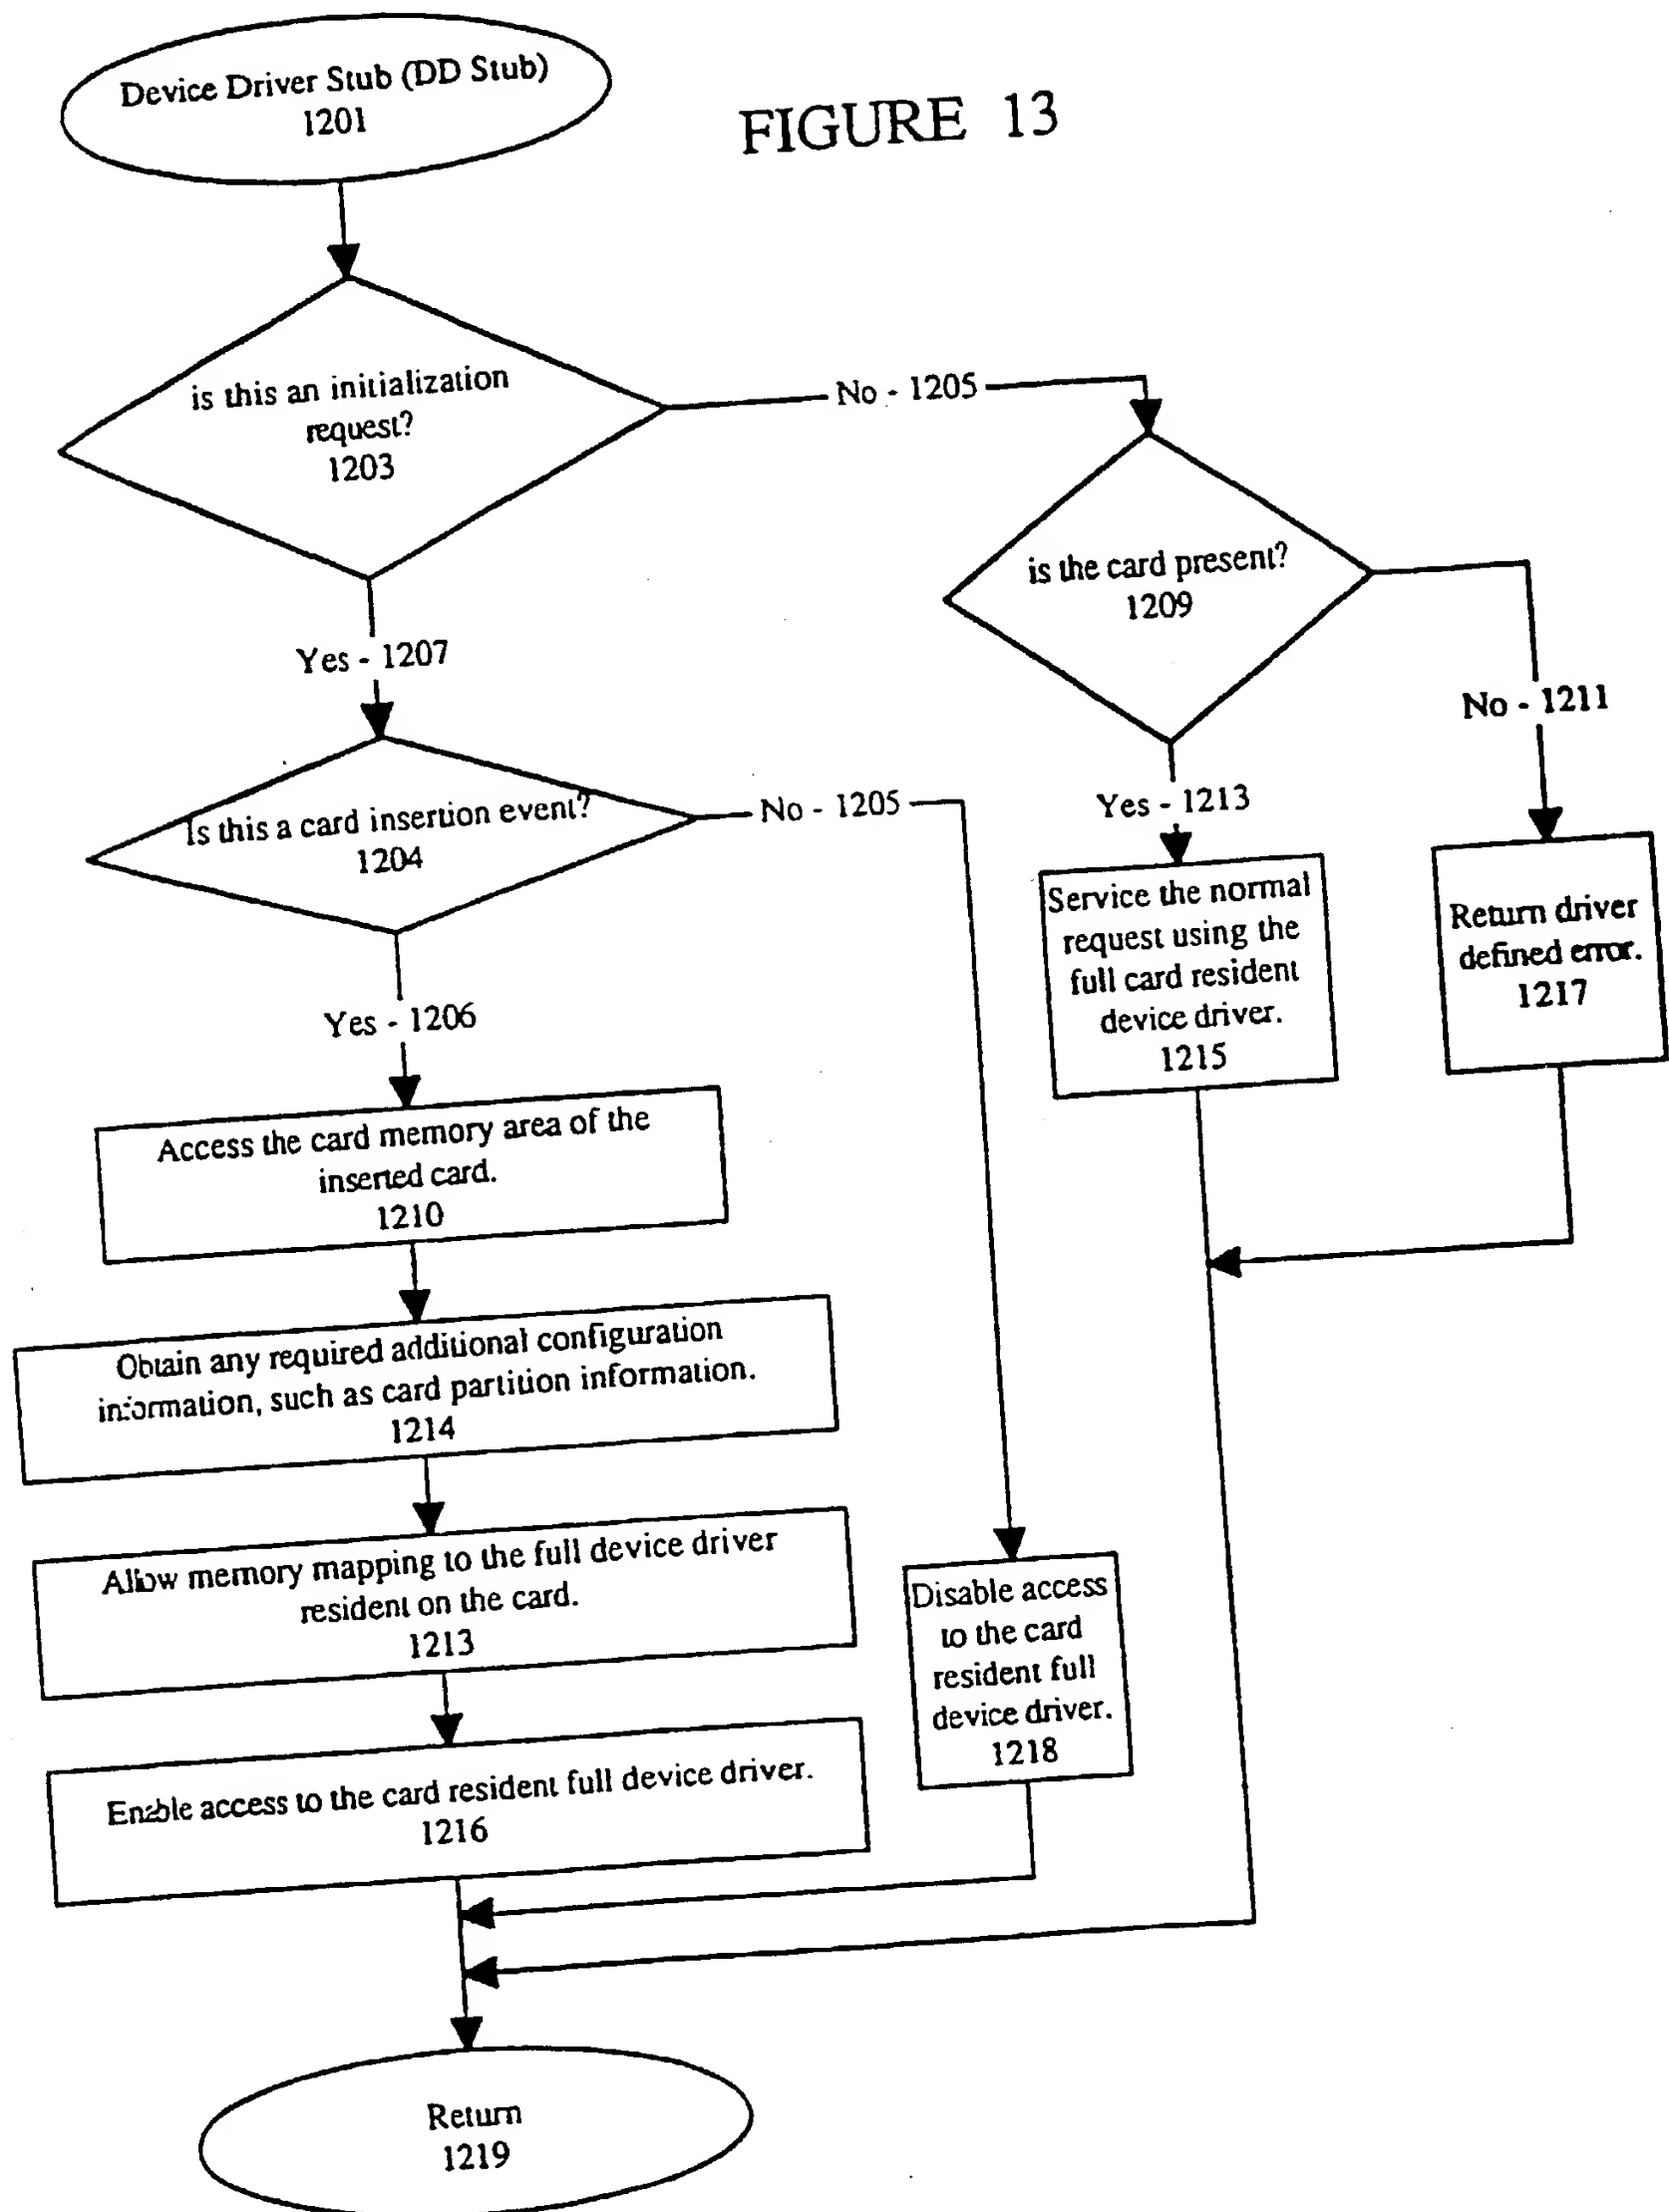 Device Driver Stub (DD Stub)
1201
FIGURE 13
is this an initialization
request?
1203
No - 1205
Yes - 1207
is the card present?
1209
No - 1211
Yes - 1213
Is this a card insertion event?
1204
No - 1205
Yes - 1206
Service the normal
request using the
full card resident
device driver.
1215
Return driver
defined error.
1217
Access the card memory area of the
inserted card.
1210
Obtain any required additional configuration
information, such as card partition information.
1214
Allow memory mapping to the full device driver
resident on the card.
1213
Enable access to the card resident full device driver.
1216
Disable access
to the card
resident full
device driver.
1218
Return
1219